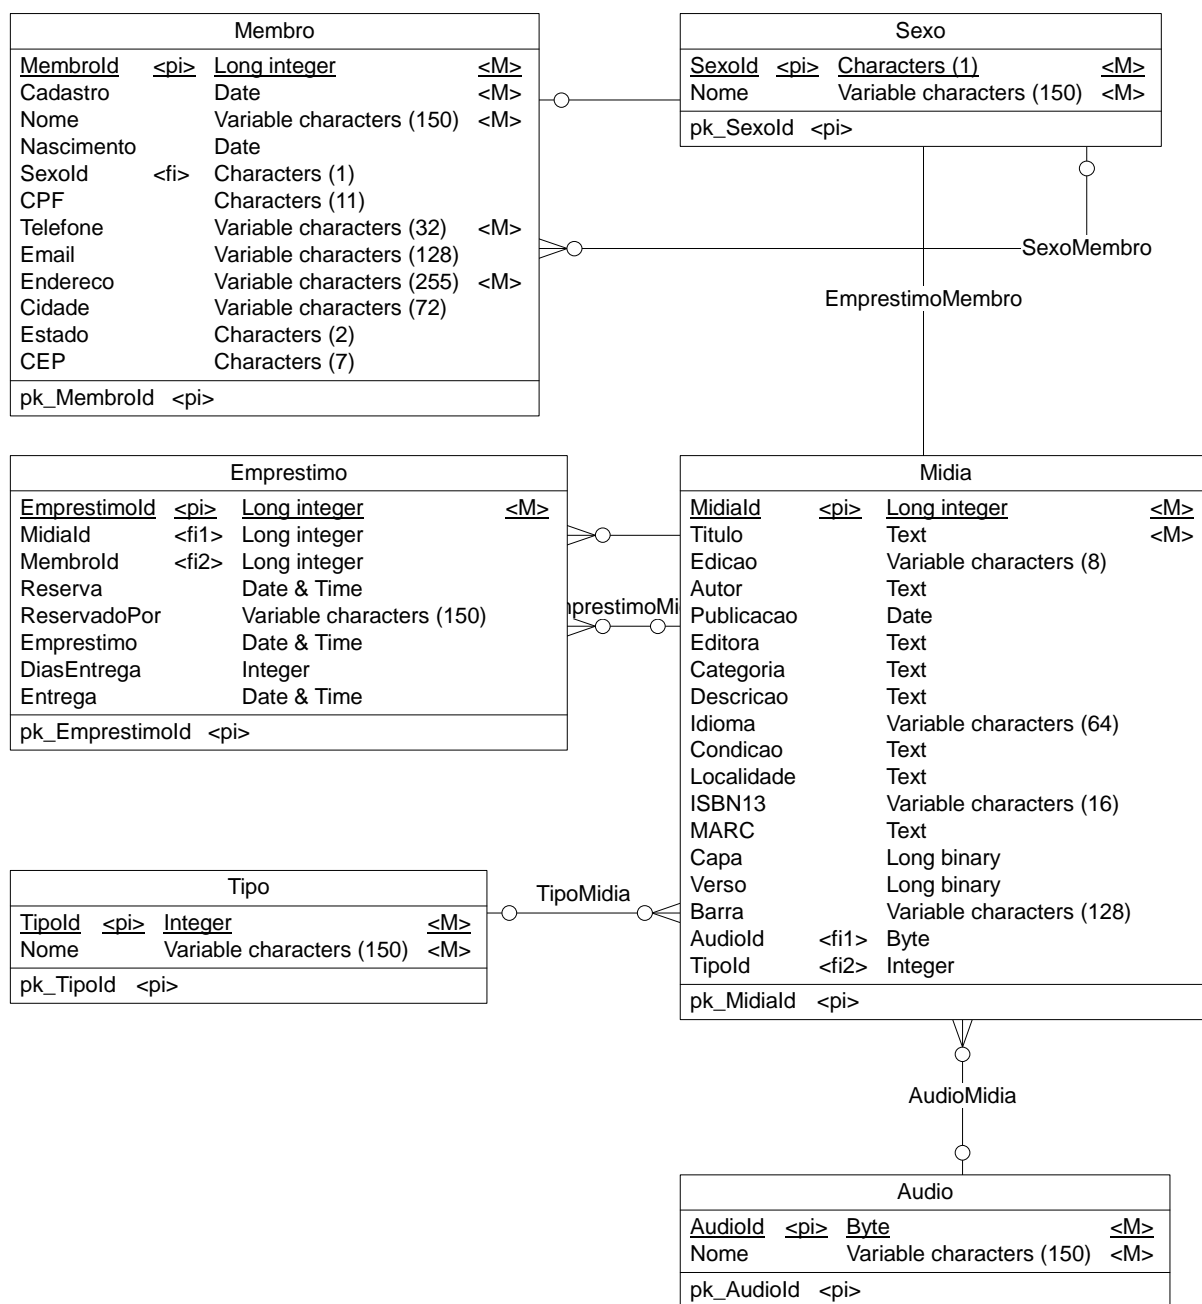 Membro
MembroId <pi> Long integer <M>
Cadastro Date <M>
Nome Variable characters (150) <M>
Nascimento Date
SexoId <fi> Characters (1)
CPF Characters (11)
Telefone Variable characters (32) <M>
Email Variable characters (128)
Endereco Variable characters (255) <M>
Cidade Variable characters (72)
Estado Characters (2)
CEP Characters (7)
pk_MembroId <pi>
Sexo
SexoId <pi> Characters (1) <M>
Nome Variable characters (150) <M>
pk_SexoId <pi>
SexoMembro
EmprestimoMembro
Emprestimo
EmprestimoId <pi> Long integer <M>
MidiaId <fi1> Long integer
MembroId <fi2> Long integer
Reserva Date & Time
ReservadoPor Variable characters (150)
Emprestimo Date & Time
DiasEntrega Integer
Entrega Date & Time
pk_EmprestimoId <pi>
Midia
MidiaId <pi> Long integer <M>
Titulo Text <M>
Edicao Variable characters (8)
Autor Text
Publicacao Date
Editora Text
Categoria Text
Descricao Text
Idioma Variable characters (64)
Condicao Text
Localidade Text
ISBN13 Variable characters (16)
MARC Text
Capa Long binary
Verso Long binary
Barra Variable characters (128)
AudioId <fi1> Byte
TipoId <fi2> Integer
pk_MidiaId <pi>
Tipo
TipoId <pi> Integer <M>
Nome Variable characters (150) <M>
pk_TipoId <pi>
TipoMidia
AudioMidia
Audio
AudioId <pi> Byte <M>
Nome Variable characters (150) <M>
pk_AudioId <pi>